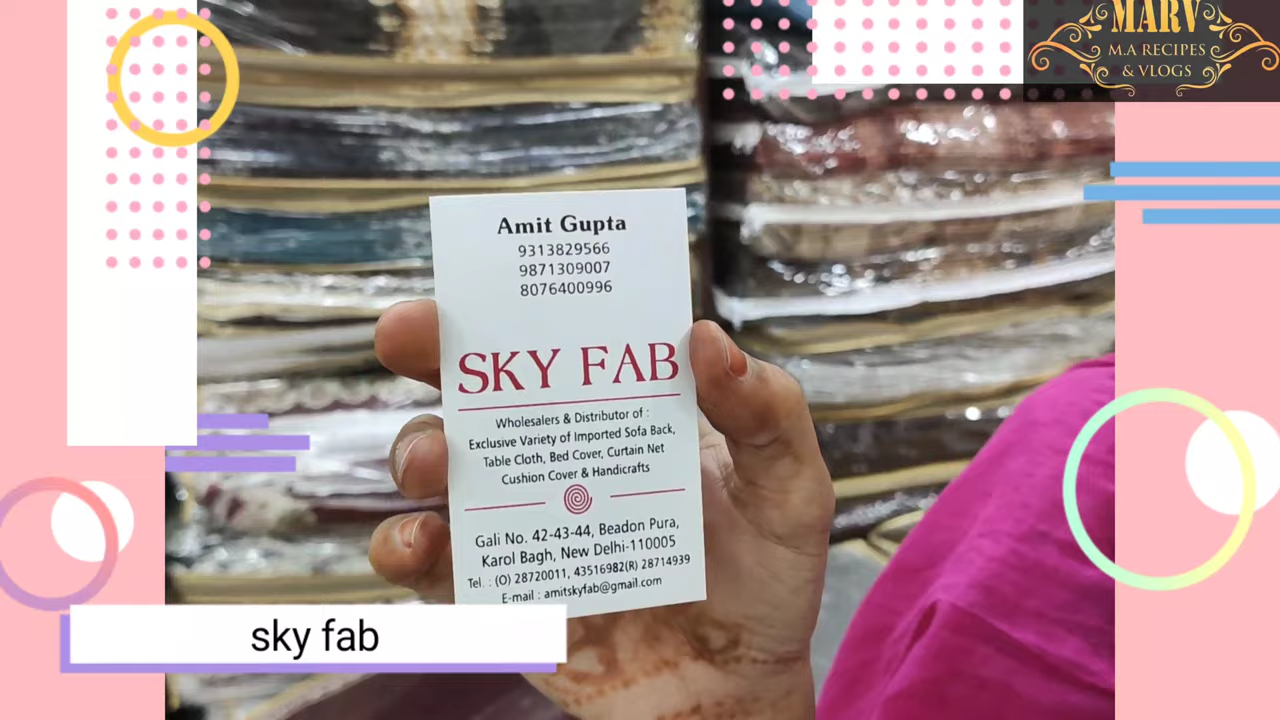 MARV
M.A RECIPES
& VLOGS
Amit Gupta
9313829566
9871309007
8076400996
SKY FAB
Wholesalers & Distributor of :
Exclusive Variety of Imported Sofa Back,
Table Cloth, Bed Cover, Curtain Net
Cushion Cover & Handicrafts
Gali No. 42-43-44, Beadon Pura,
Karol Bagh, New Delhi-110005
Tel. : (O) 28720011, 43516982(R) 28714939
E-mail : amitskyfab@gmail.com
sky fab